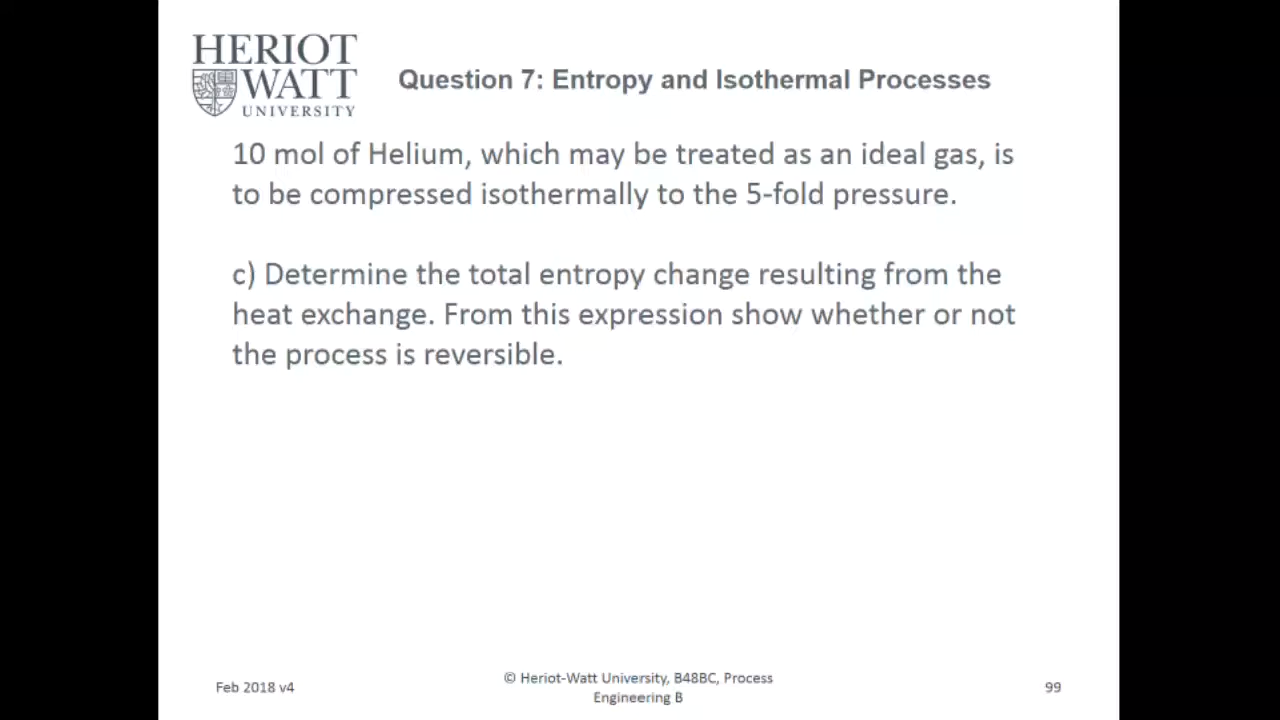 HERIOT
WATT
UNIVERSITY
Question 7: Entropy and Isothermal Processes
10 mol of Helium, which may be treated as an ideal gas, is
to be compressed isothermally to the 5-fold pressure.
c) Determine the total entropy change resulting from the
heat exchange. From this expression show whether or not
the process is reversible.
Feb 2018 v4
© Heriot-Watt University, B48BC, Process
Engineering B
99